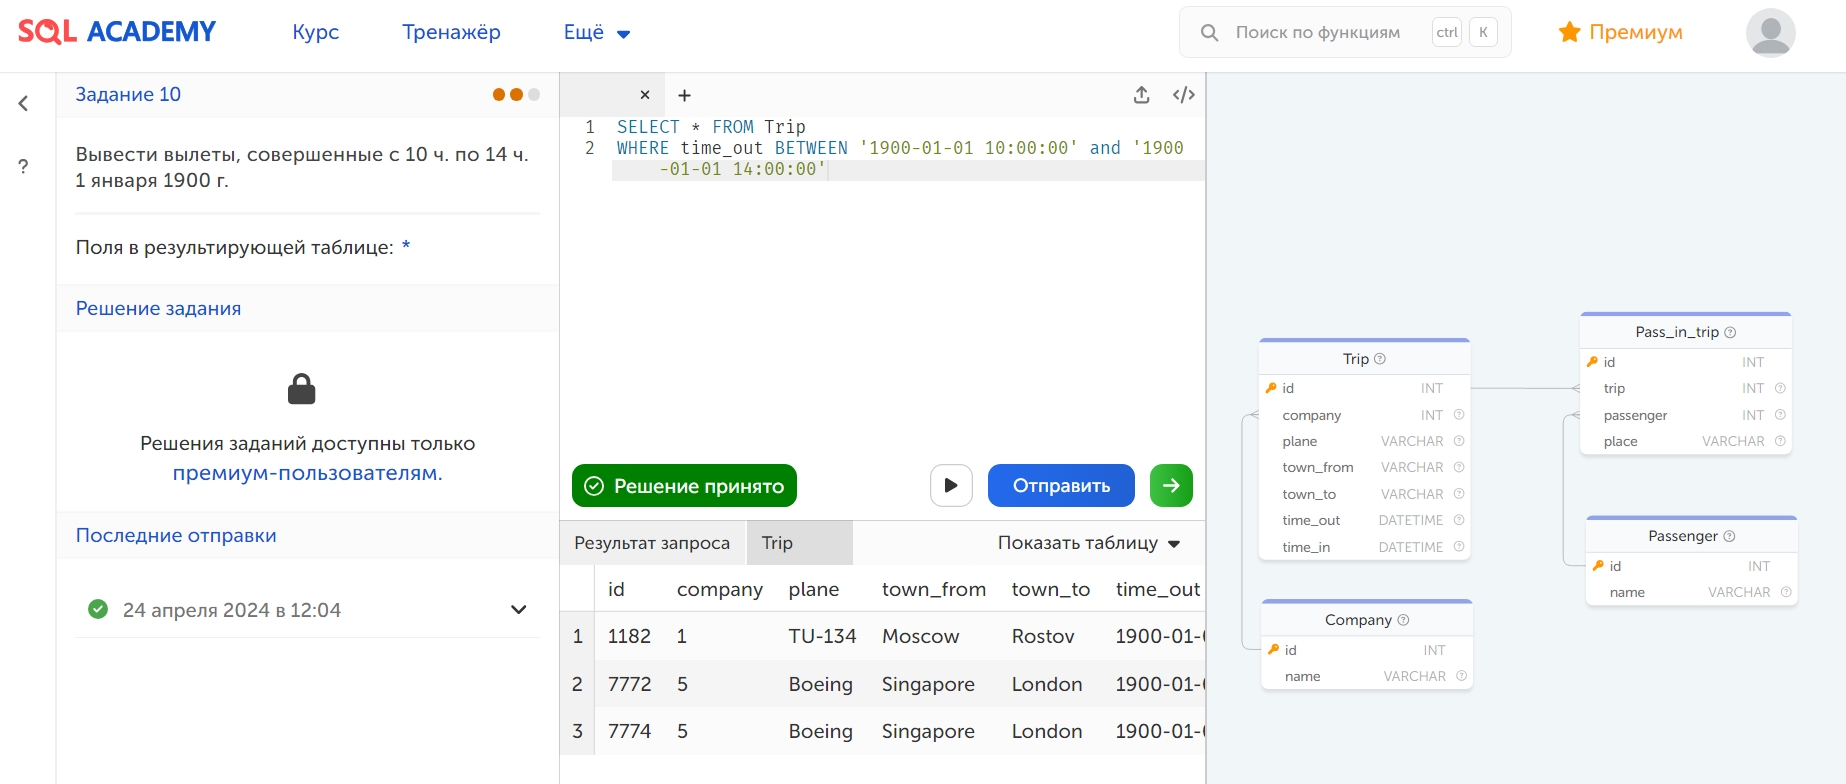 SQL ACADEMY
Курс
Тренажёр
Ещё
Поиск по функциям
ctrl
K
Премиум
Задание 10
Вывести вылеты, совершенные с 10 ч. по 14 ч.
1 января 1900 г.
Поля в результирующей таблице: *
Решение задания
Решения заданий доступны только
премиум-пользователям.
Последние отправки
24 апреля 2024 в 12:04
?
× +
</>
1 SELECT * FROM Trip
2 WHERE time_out BETWEEN '1900-01-01 10:00:00' and '1900
-01-01 14:00:00'
Решение принято
Отправить
Результат запроса
Trip
Показать таблицу
id company plane town_from town_to time_out
1 1182 1 TU-134 Moscow Rostov 1900-01-
2 7772 5 Boeing Singapore London 1900-01-
3 7774 5 Boeing Singapore London 1900-01-
Trip ?
id INT
company INT ?
plane VARCHAR ?
town_from VARCHAR ?
town_to VARCHAR ?
time_out DATETIME ?
time_in DATETIME ?
Company ?
id INT
name VARCHAR ?
Pass_in_trip ?
id INT
trip INT ?
passenger INT ?
place VARCHAR ?
Passenger ?
id INT
name VARCHAR ?